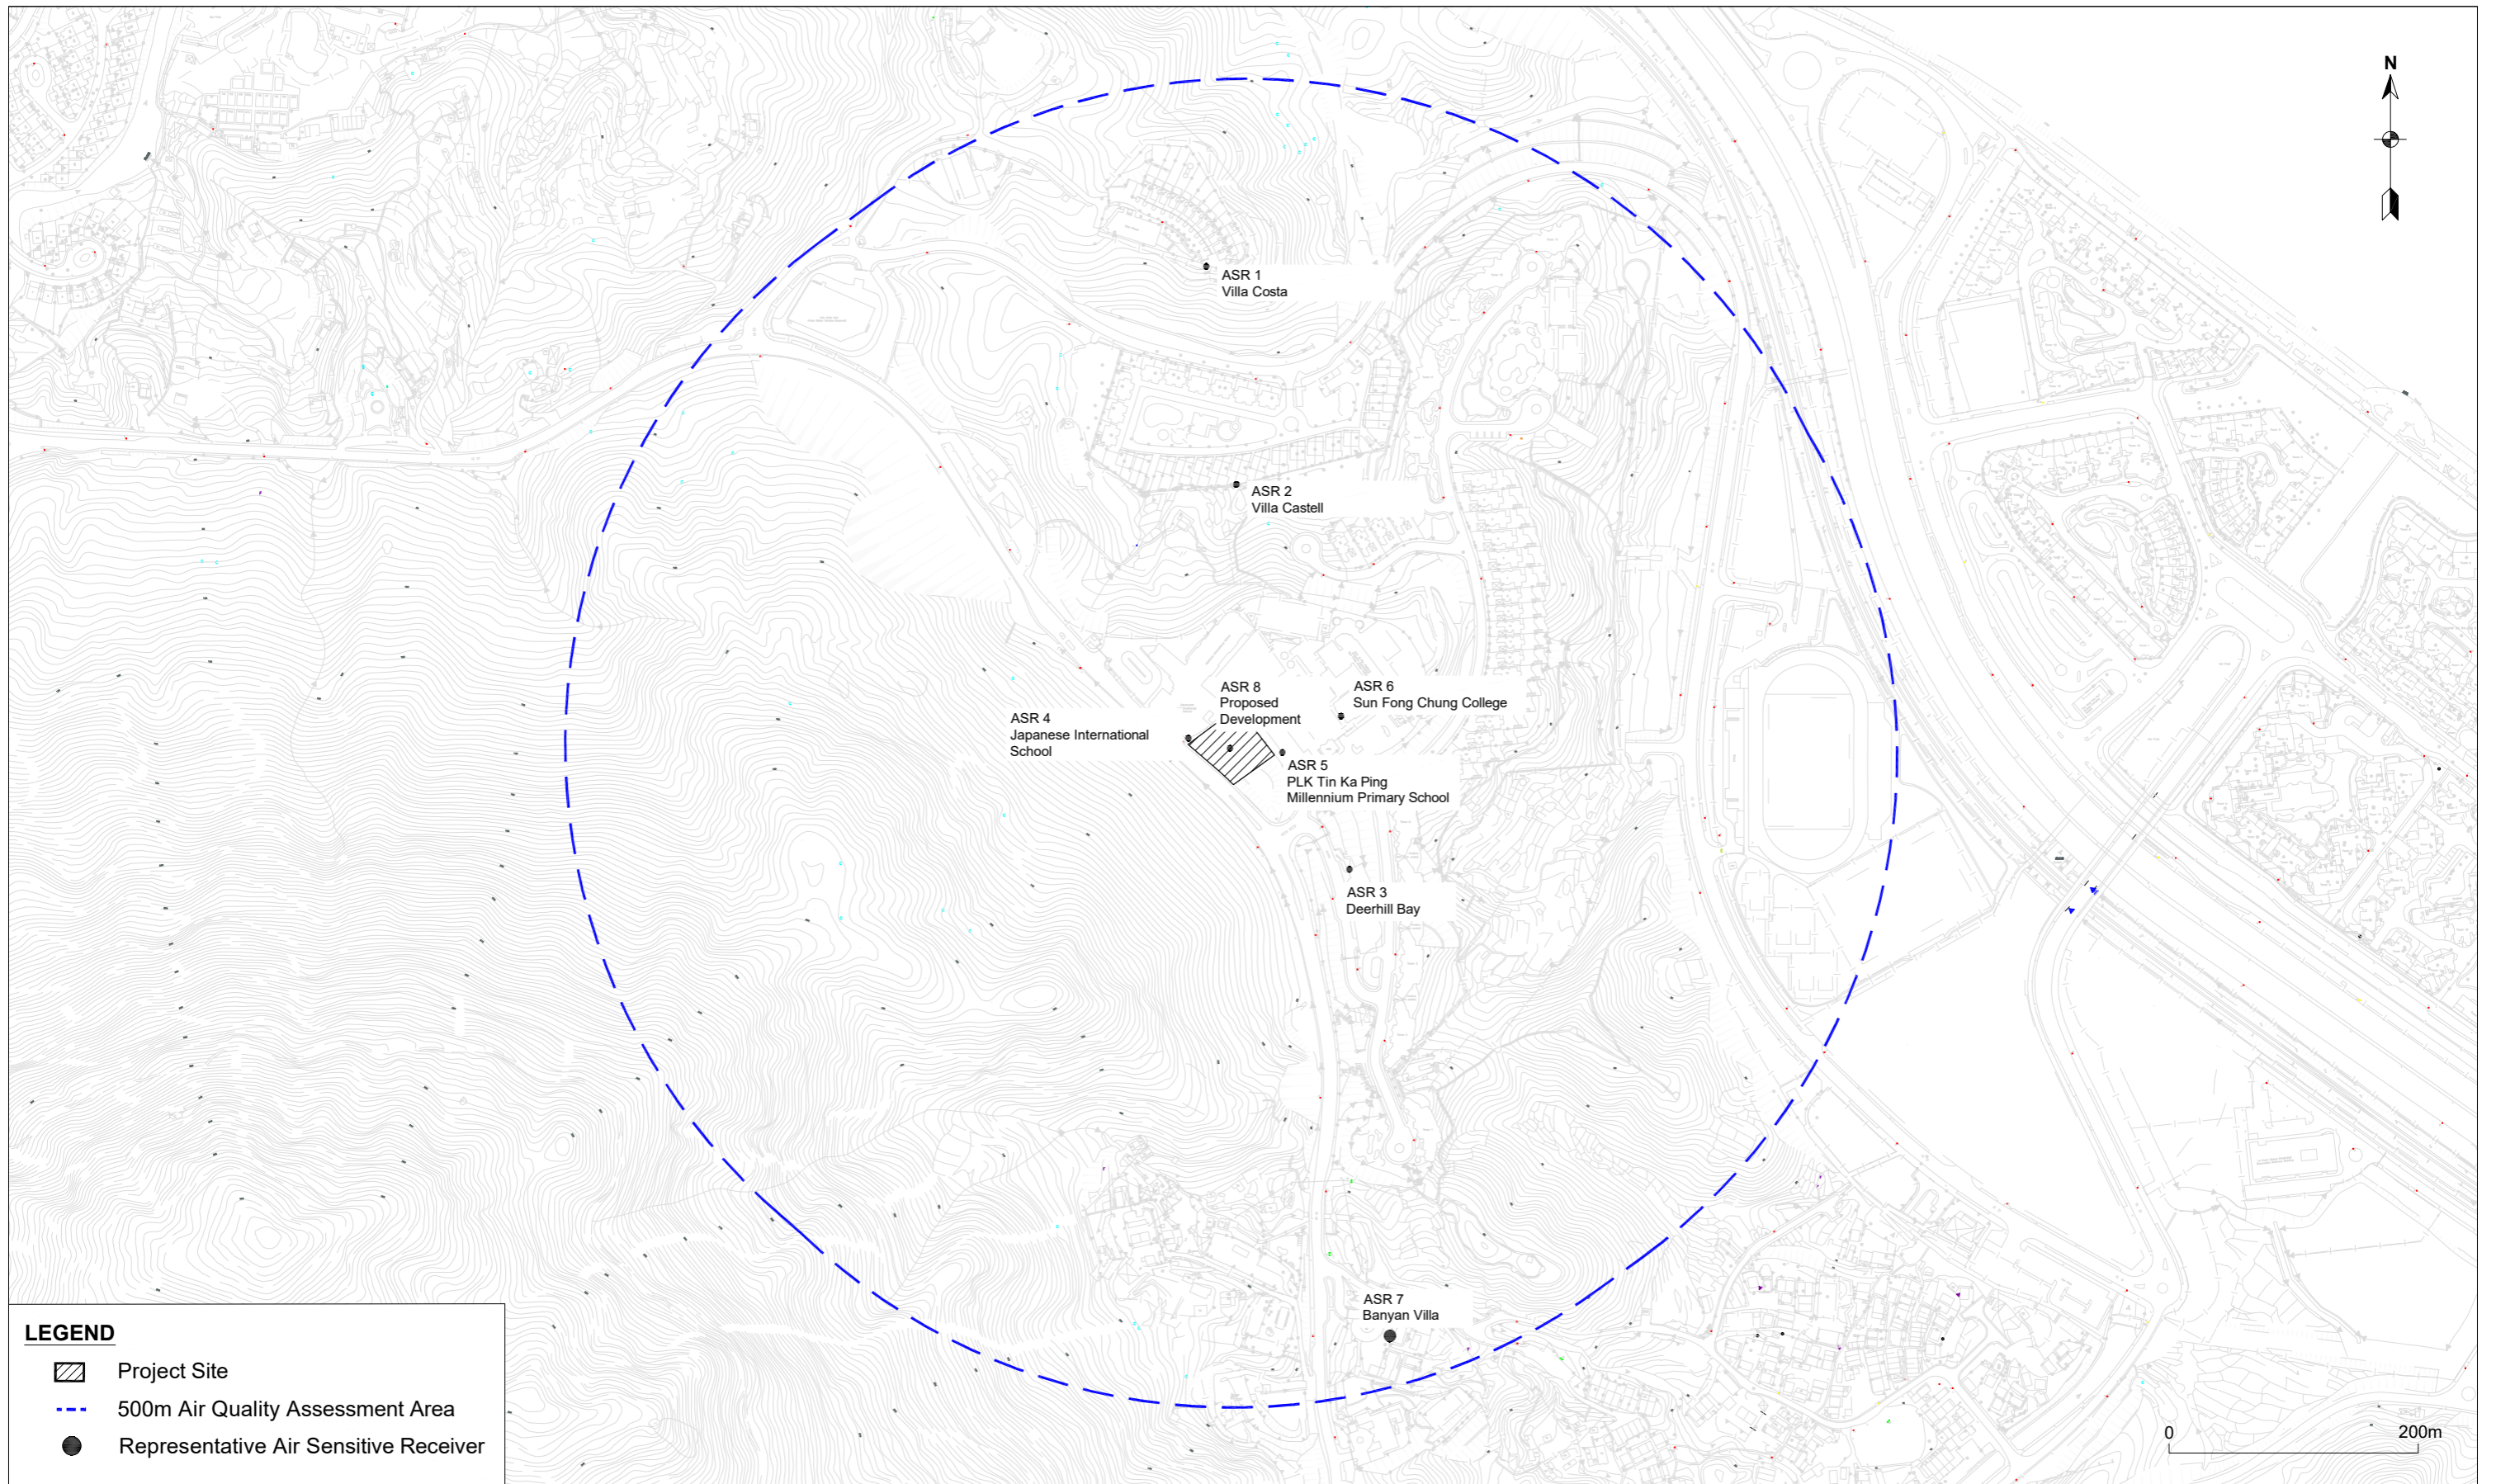 N
ASR 1
Villa Costa
ASR 2
Villa Castell
ASR 8
Proposed
Development
ASR 6
Sun Fong Chung College
ASR 4
Japanese International
School
ASR 5
PLK Tin Ka Ping
Millennium Primary School
ASR 3
Deerhill Bay
ASR 7
Banyan Villa
LEGEND
Project Site
500m Air Quality Assessment Area
Representative Air Sensitive Receiver
0 200m